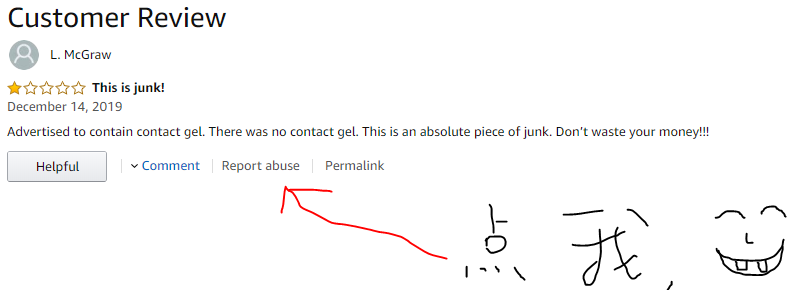 Customer Review
L. McGraw
This is junk!
December 14, 2019
Advertised to contain contact gel. There was no contact gel. This is an absolute piece of junk. Don't waste your money!!!
Helpful Comment Report abuse Permalink
点我,